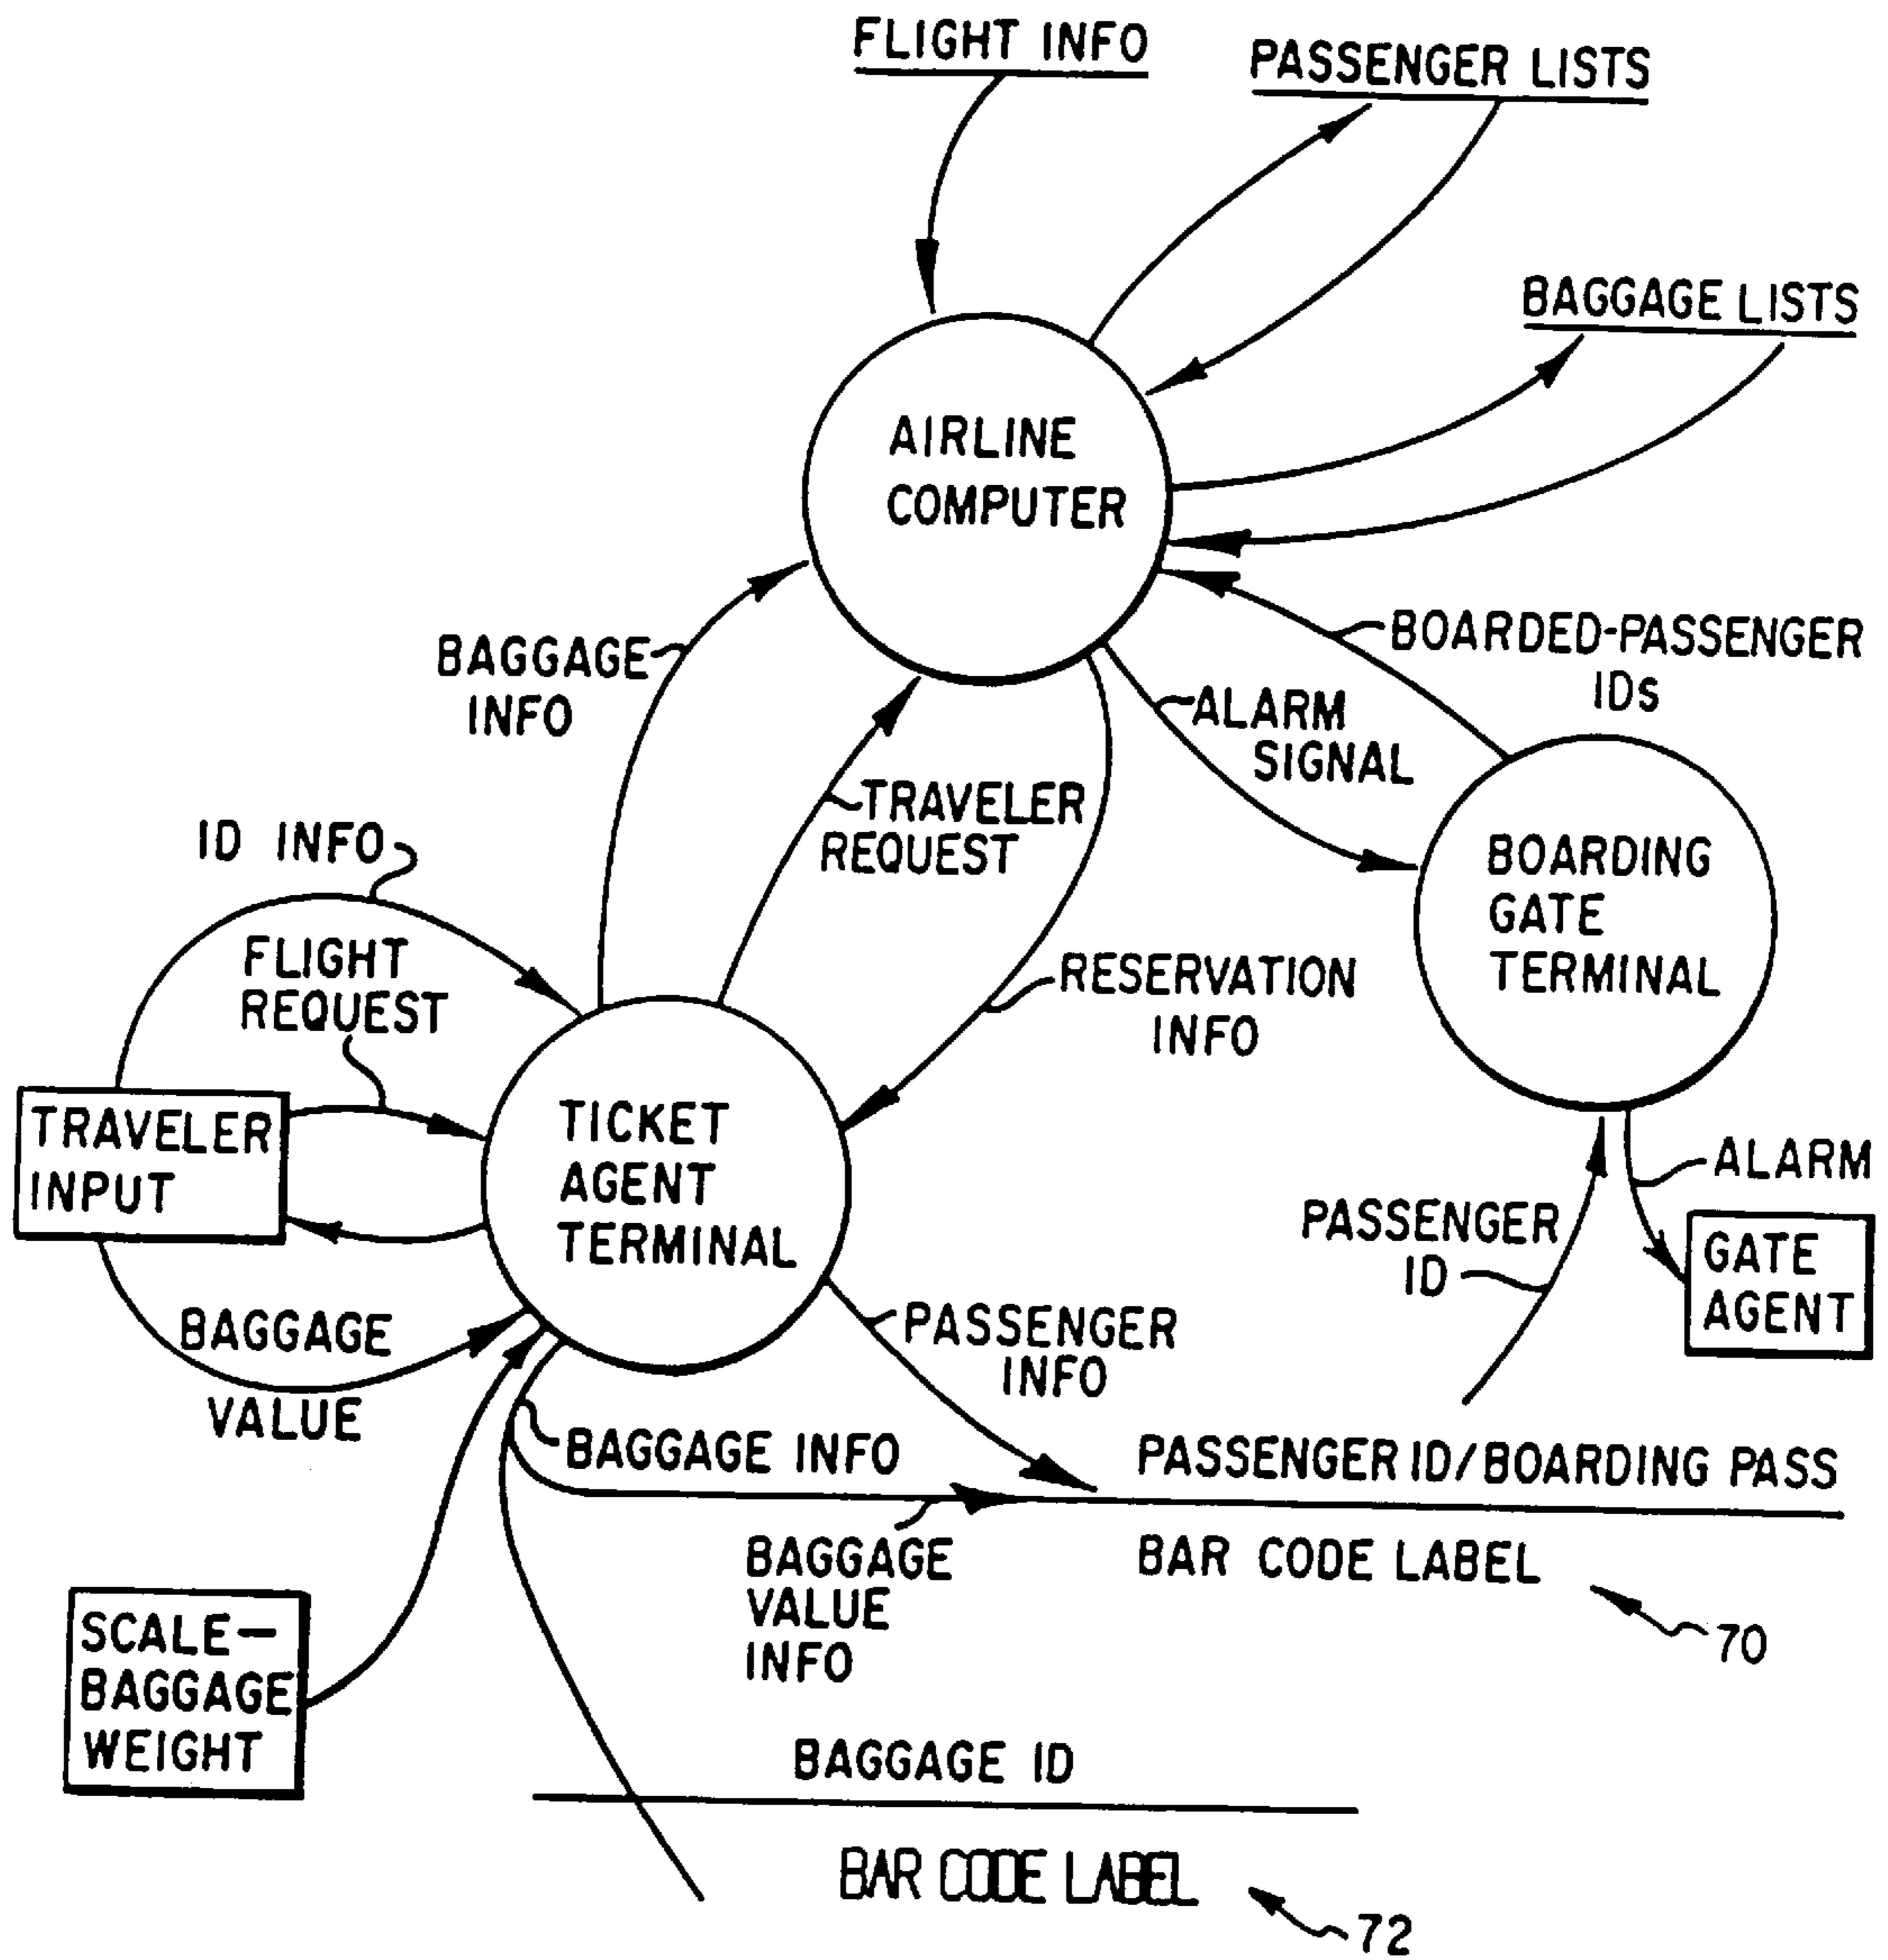 FLIGHT INFO
PASSENGER LISTS
BAGGAGE LISTS
AIRLINE
COMPUTER
BAGGAGE
INFO
BOARDED-PASSENGER
IDs
ALARM
SIGNAL
TRAVELER
REQUEST
ID INFO
BOARDING
GATE
TERMINAL
FLIGHT
REQUEST
RESERVATION
INFO
TRAVELER
INPUT
TICKET
AGENT
TERMINAL
ALARM
PASSENGER
ID
GATE
AGENT
BAGGAGE
VALUE
PASSENGER
INFO
BAGGAGE INFO
PASSENGER ID/BOARDING PASS
BAR CODE LABEL
70
BAGGAGE
VALUE
INFO
SCALE—
BAGGAGE
WEIGHT
BAGGAGE ID
BAR CODE LABEL
72